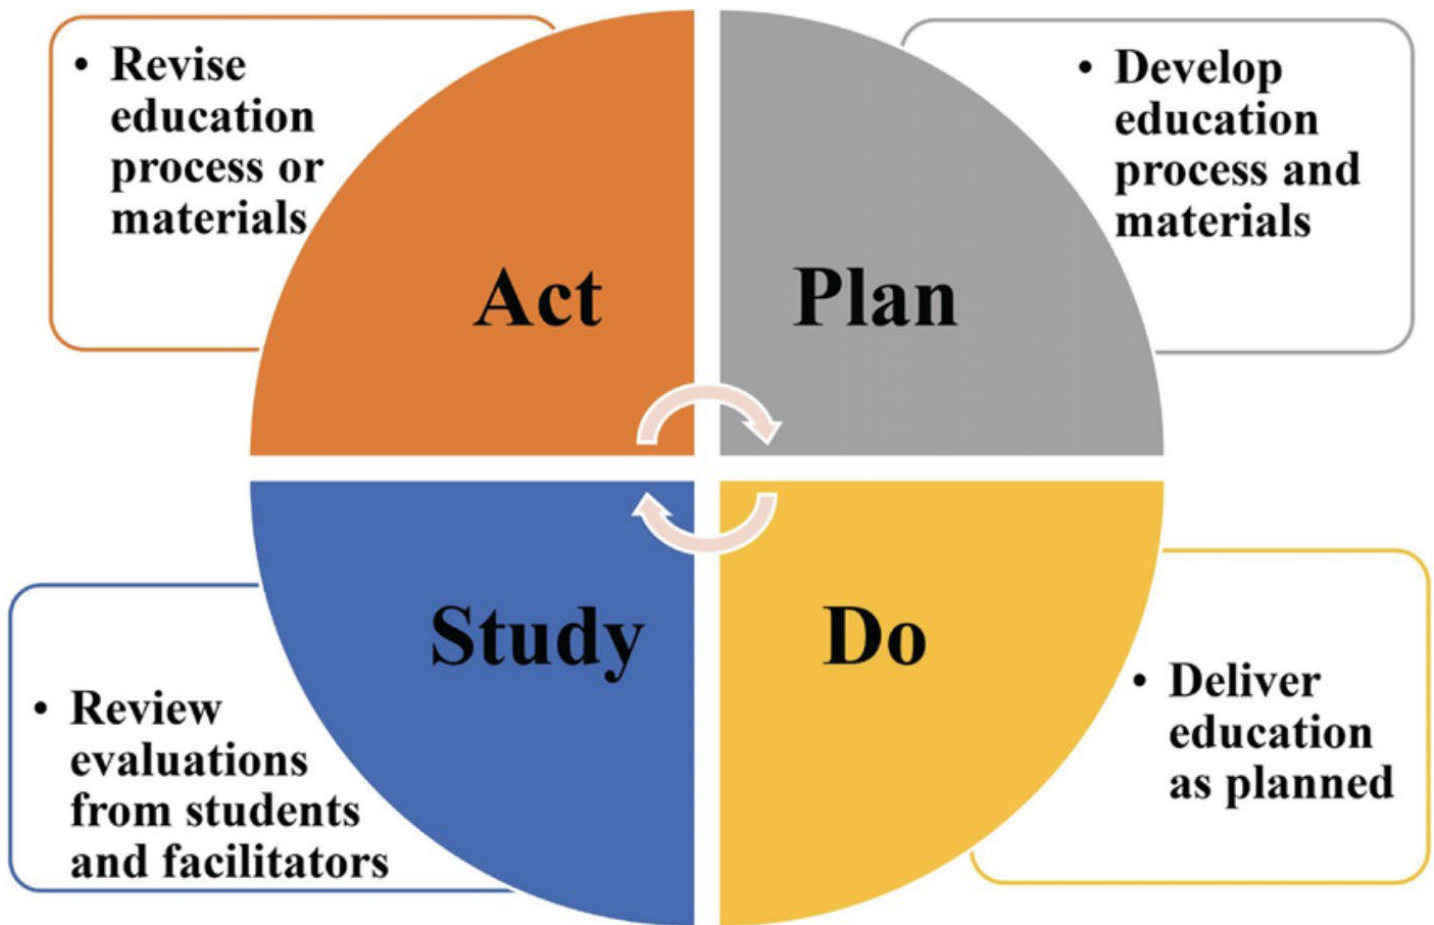 • Revise
education
process or
materials
Act
Plan
• Develop
education
process and
materials
Study
• Review
evaluations
from students
and facilitators
Do
• Deliver
education
as planned